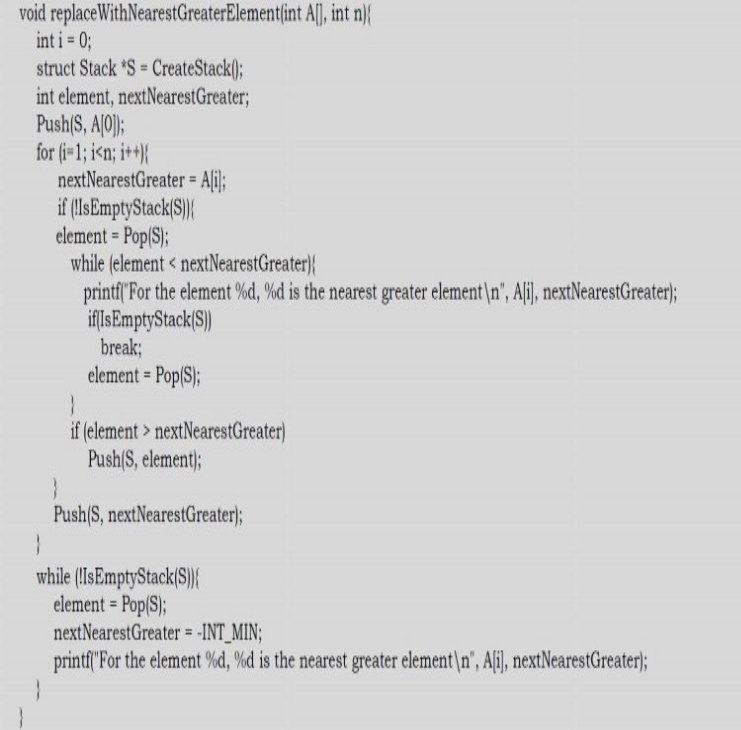 void replaceWithNearestGreaterElement(int A[], int n){
int i = 0;
struct Stack *S = CreateStack();
int element, nextNearestGreater;
Push(S, A[0]);
for (i=1; i<n; i++){
nextNearestGreater = A[i];
if (!IsEmptyStack(S)){
element = Pop(S);
while (element < nextNearestGreater){
printf("For the element %d, %d is the nearest greater element\n", A[i], nextNearestGreater);
if(IsEmptyStack(S))
break;
element = Pop(S);
}
if (element > nextNearestGreater)
Push(S, element);
}
Push(S, nextNearestGreater);
}
while (!IsEmptyStack(S)){
element = Pop(S);
nextNearestGreater = -INT_MIN;
printf("For the element %d, %d is the nearest greater element\n", A[i], nextNearestGreater);
}
}